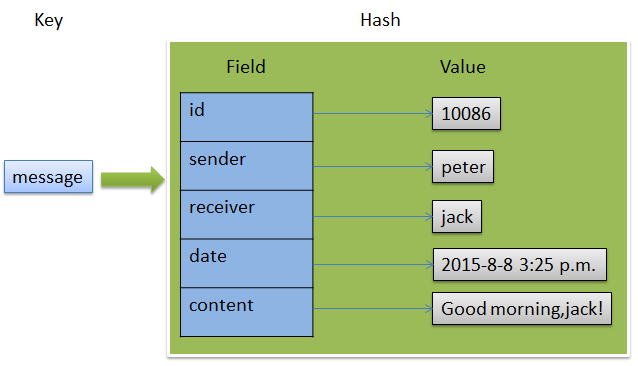 Key
Hash
Field
Value
id
10086
sender
peter
message
receiver
jack
date
2015-8-8 3:25 p.m.
content
Good morning,jack!